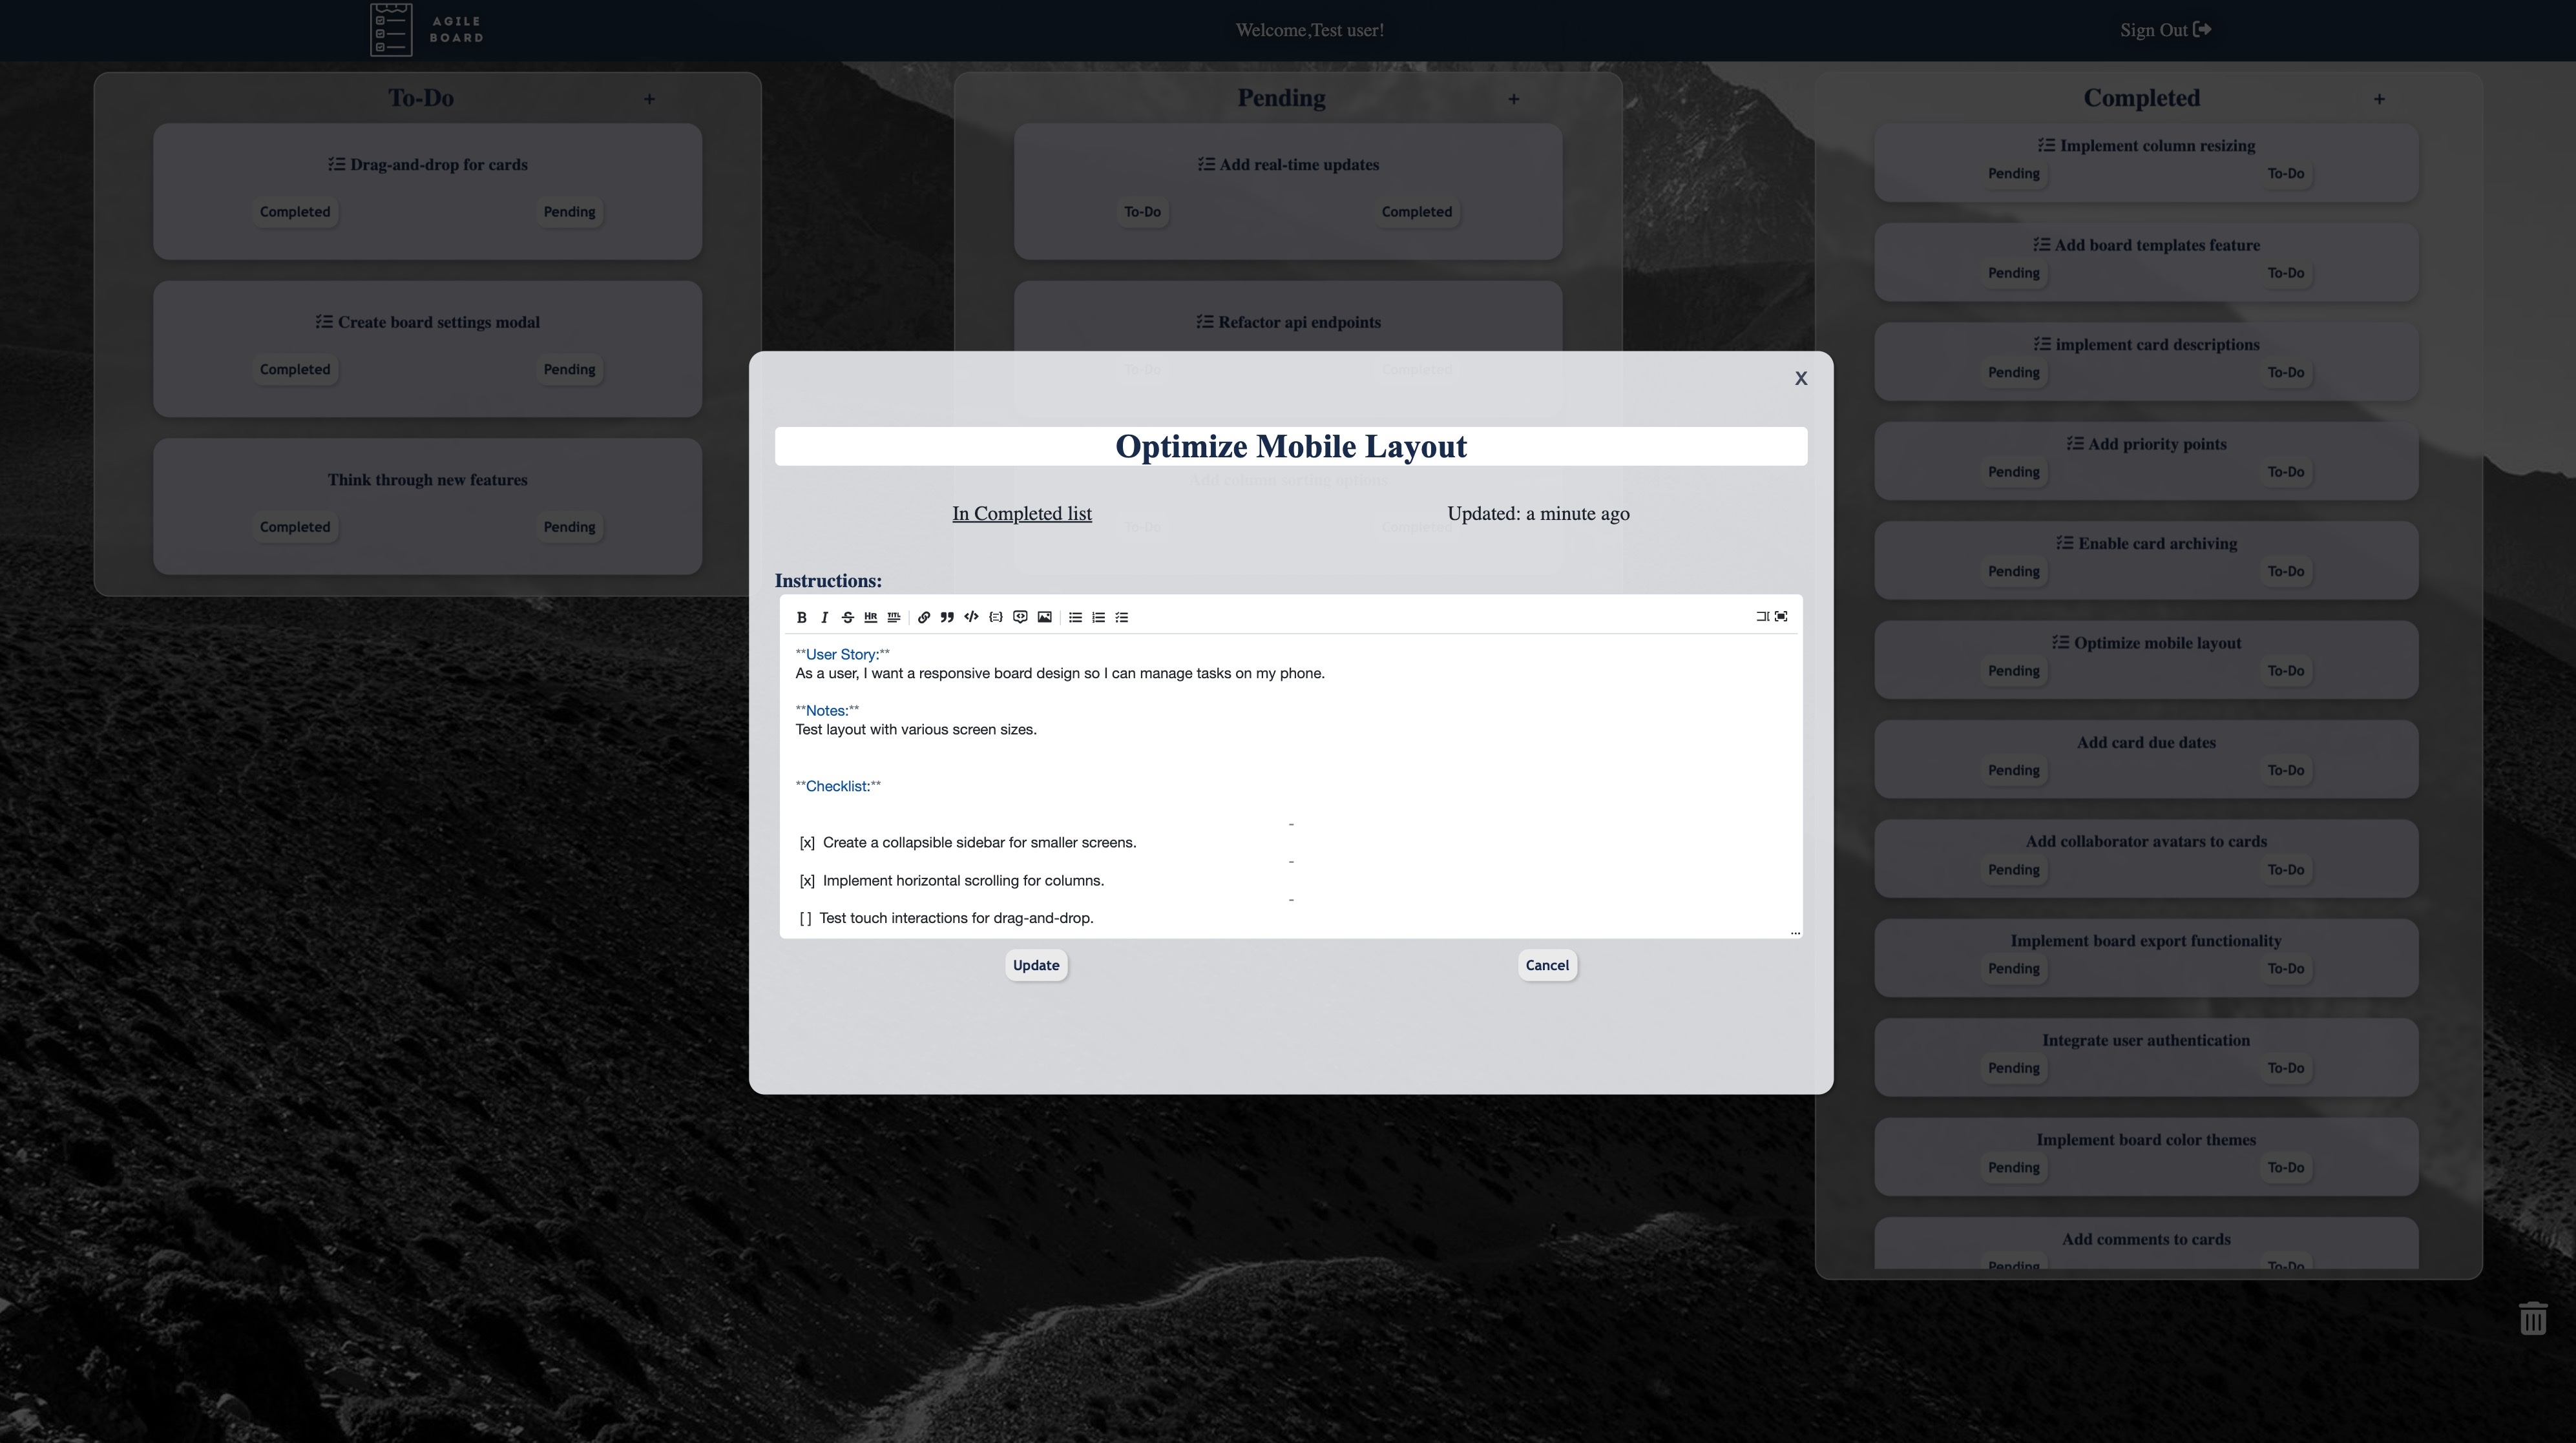 AGILE
BOARD
Welcome,Test user!
Sign Out
To-Do +
Drag-and-drop for cards
Completed Pending
Create board settings modal
Completed Pending
Think through new features
Completed Pending
Pending +
Add real-time updates
To-Do Completed
Refactor api endpoints
To-Do Completed
Add column sorting options
To-Do Completed
Completed +
Implement column resizing
Pending To-Do
Add board templates feature
Pending To-Do
implement card descriptions
Pending To-Do
Add priority points
Pending To-Do
Enable card archiving
Pending To-Do
Optimize mobile layout
Pending To-Do
Add card due dates
Pending To-Do
Add collaborator avatars to cards
Pending To-Do
Implement board export functionality
Pending To-Do
Integrate user authentication
Pending To-Do
Implement board color themes
Pending To-Do
Add comments to cards
Pending To-Do
X
Optimize Mobile Layout
In Completed list Updated: a minute ago
Instructions:
B I S HR TITL
**User Story:**
As a user, I want a responsive board design so I can manage tasks on my phone.
**Notes:**
Test layout with various screen sizes.
**Checklist:**
-
[x] Create a collapsible sidebar for smaller screens.
-
[x] Implement horizontal scrolling for columns.
-
[ ] Test touch interactions for drag-and-drop.
...
Update Cancel